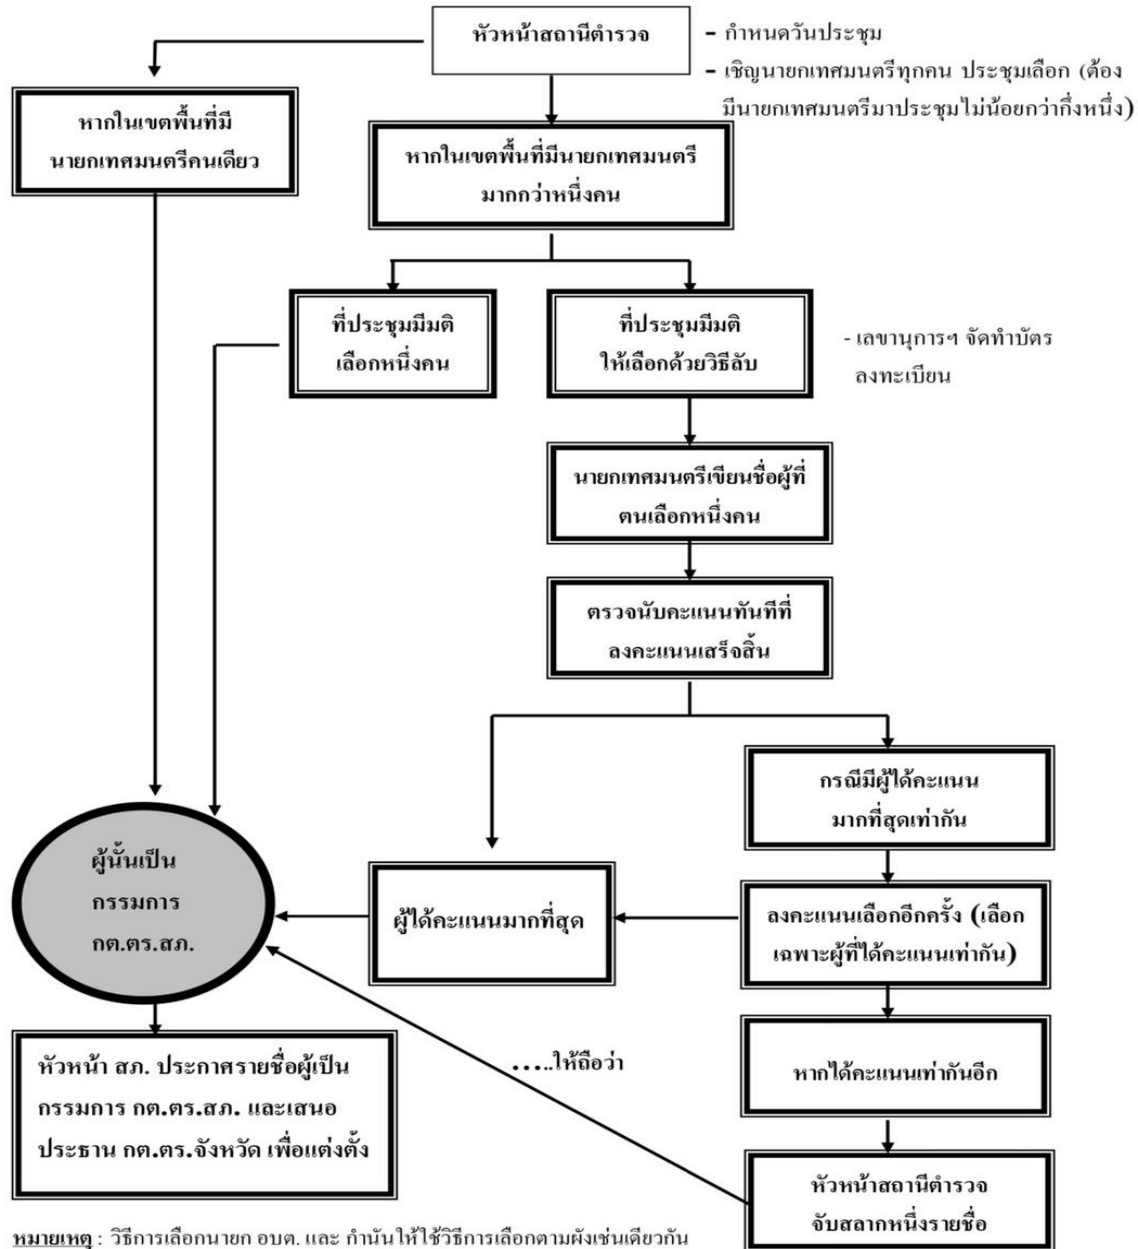 หัวหน้าสถานีตำรวจ
- กำหนดวันประชุม
- เชิญนายกเทศมนตรีทุกคน ประชุมเลือก (ต้อง
มีนายกเทศมนตรีมาประชุมไม่น้อยกว่ากึ่งหนึ่ง)
หากในเขตพื้นที่มี
นายกเทศมนตรีคนเดียว
หากในเขตพื้นที่มีนายกเทศมนตรี
มากกว่าหนึ่งคน
ที่ประชุมมีมติ
เลือกหนึ่งคน
ที่ประชุมมีมติ
ให้เลือกด้วยวิธีลับ
- เลขานุการฯ จัดทำบัตร
ลงทะเบียน
นายกเทศมนตรีเขียนชื่อผู้ที่
ตนเลือกหนึ่งคน
ตรวจนับคะแนนทันทีที่
ลงคะแนนเสร็จสิ้น
กรณีมีผู้ได้คะแนน
มากที่สุดเท่ากัน
ผู้นั้นเป็น
กรรมการ
กต.ตร.สภ.
ผู้ได้คะแนนมากที่สุด
ลงคะแนนเลือกอีกครั้ง (เลือก
เฉพาะผู้ที่ได้คะแนนเท่ากัน)
หัวหน้า สภ. ประกาศรายชื่อผู้เป็น
กรรมการ กต.ตร.สภ. และเสนอ
ประธาน กต.ตร.จังหวัด เพื่อแต่งตั้ง
.....ให้ถือว่า
หากได้คะแนนเท่ากันอีก
หัวหน้าสถานีตำรวจ
จับสลากหนึ่งรายชื่อ
หมายเหตุ : วิธีการเลือกนายก อบต. และ กำนันให้ใช้วิธีการเลือกตามผังเช่นเดียวกัน